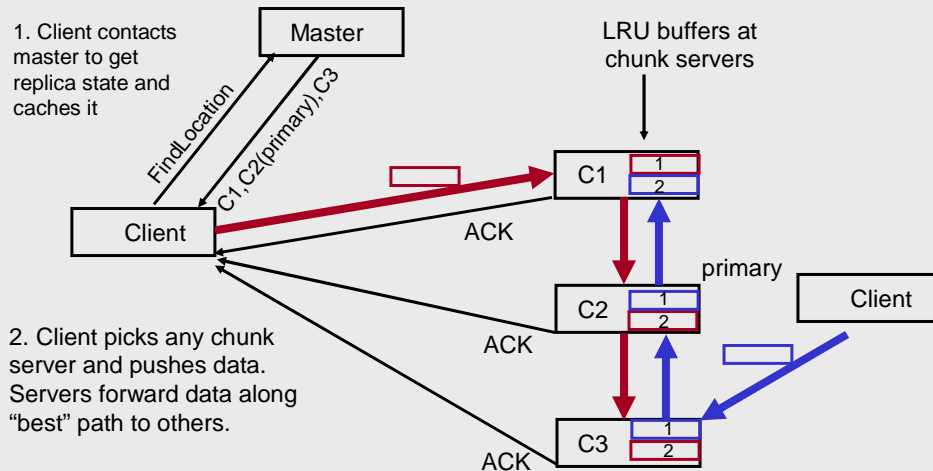 1. Client contacts
master to get
replica state and
caches it
Master
FindLocation
C1, C2(primary),C3
LRU buffers at
chunk servers
Client
C1
1
2
ACK
primary
C2
1
2
ACK
Client
2. Client picks any chunk
server and pushes data.
Servers forward data along
“best” path to others.
C3
1
2
ACK